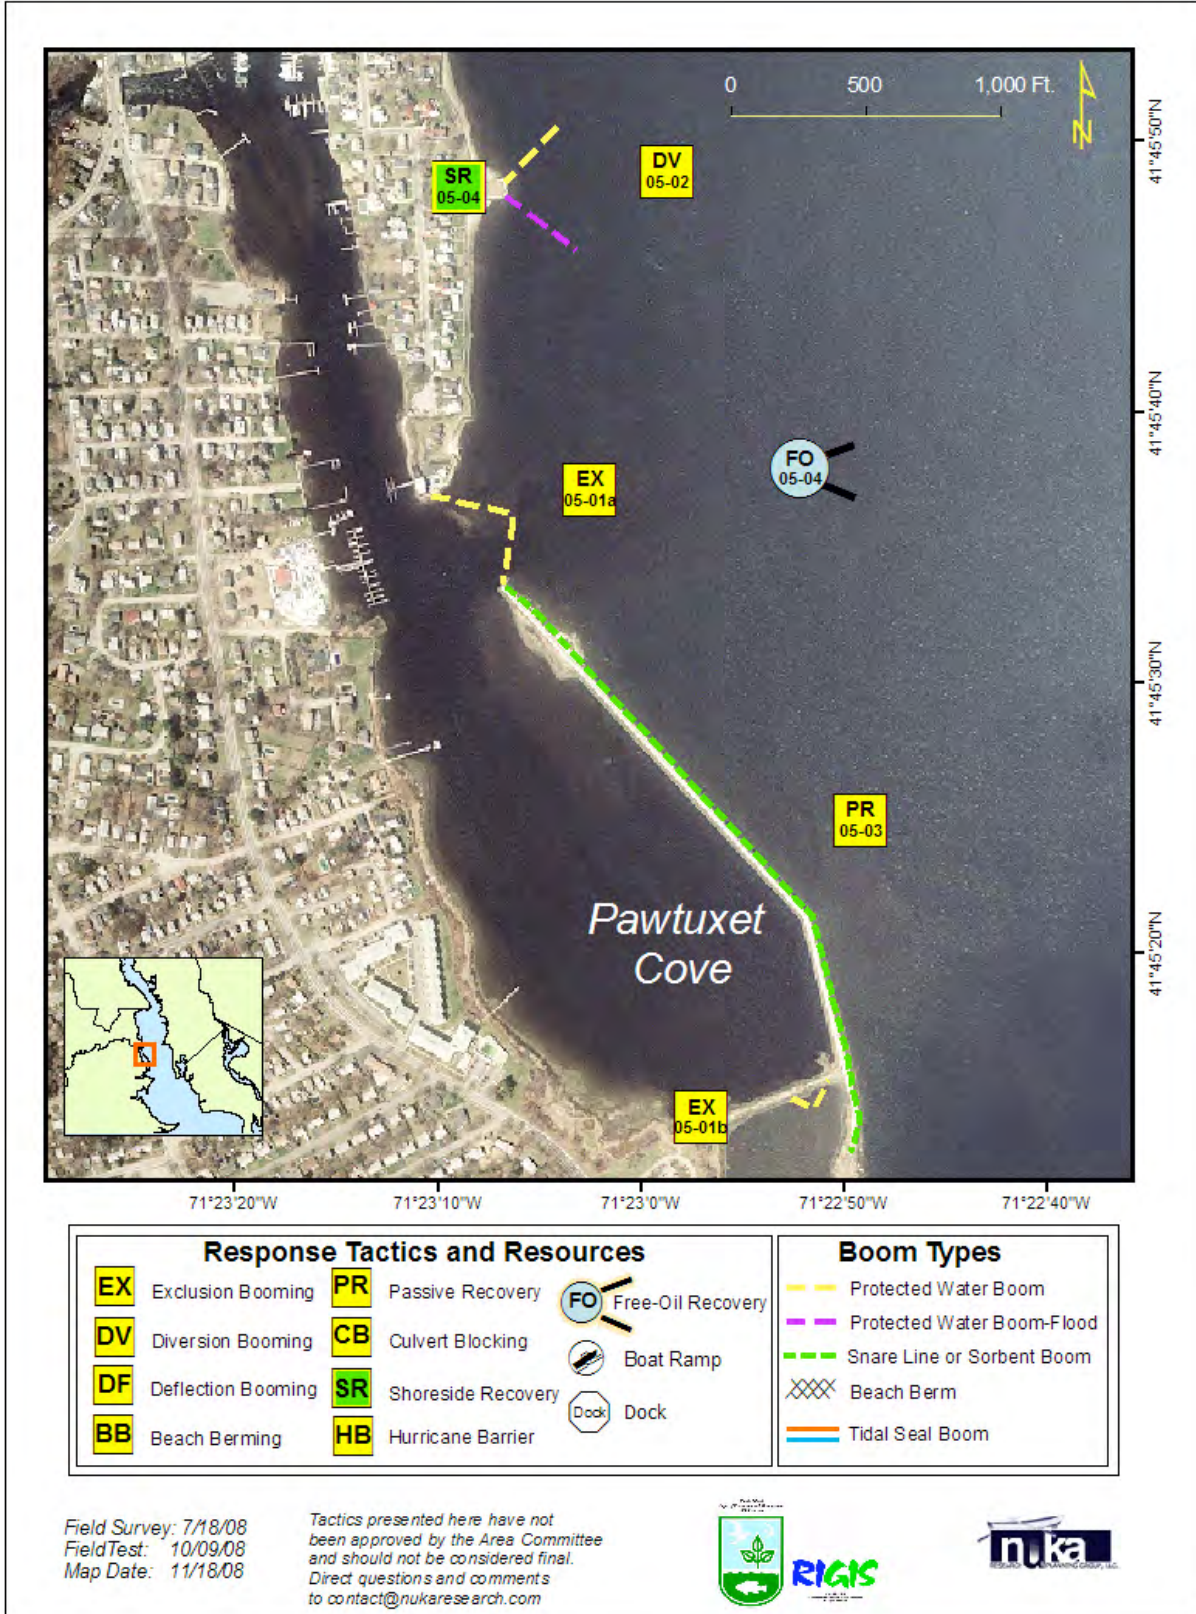 0 500 1,000 Ft.
N
41°45'50"N
DV
05-02
SR
05-04
41°45'40"N
FO
05-04
EX
05-01a
41°45'30"N
PR
05-03
Pawtuxet
Cove
41°45'20"N
EX
05-01b
71°23'20"W 71°23'10"W 71°23'0"W 71°22'50"W 71°22'40"W
Response Tactics and Resources
EX Exclusion Booming
DV Diversion Booming
DF Deflection Booming
BB Beach Berming
PR Passive Recovery
CB Culvert Blocking
SR Shoreside Recovery
HB Hurricane Barrier
FO Free-Oil Recovery
Boat Ramp
Dock Dock
Boom Types
Protected Water Boom
Protected Water Boom-Flood
Snare Line or Sorbent Boom
Beach Berm
Tidal Seal Boom
Field Survey: 7/18/08
FieldTest: 10/09/08
Map Date: 11/18/08
Tactics presented here have not
been approved by the Area Committee
and should not be considered final.
Direct questions and comments
to contact@nukaresearch.com
RIGIS
nuka